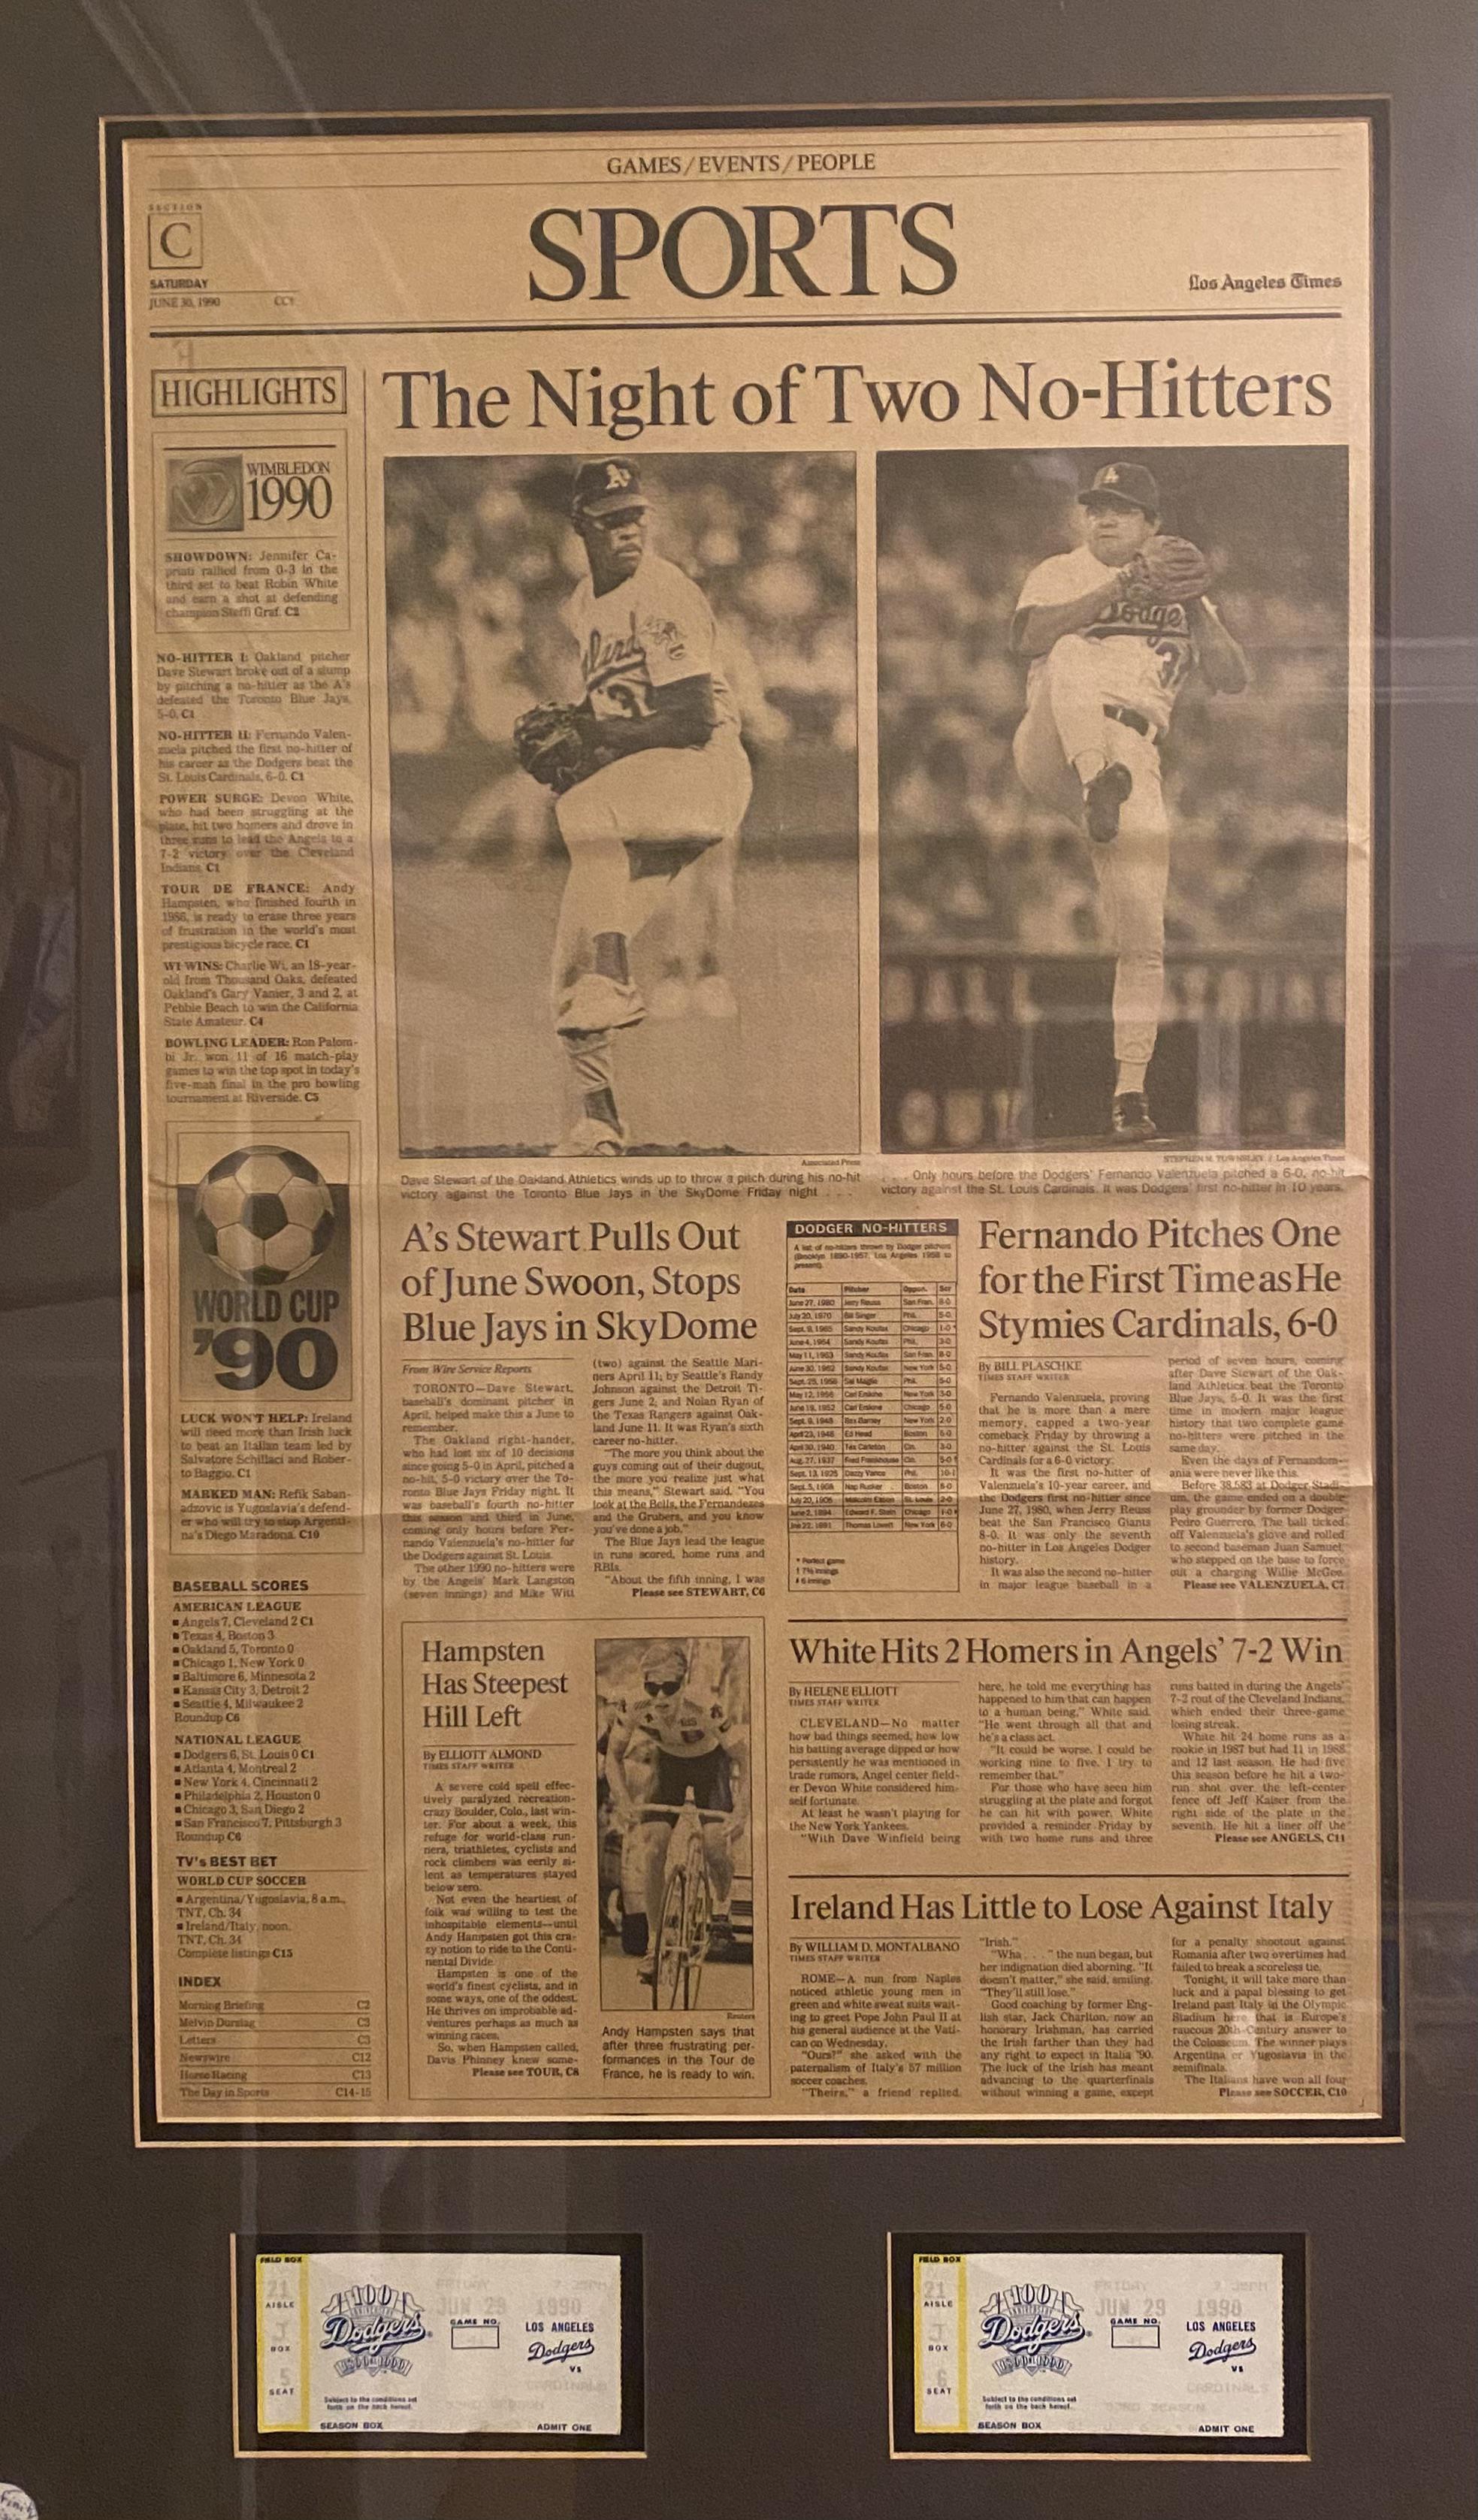 GAMES/EVENTS/PEOPLE
SECTION
C
SPORTS
SATURDAY
JUNE 30, 1990 CCY
Los Angeles Times
HIGHLIGHTS
The Night of Two No-Hitters
WIMBLEDON
1990
SHOWDOWN: Jennifer Ca-
priati rallied from 0-3 in the
third set to beat Robin White
and earn a shot at defending
champion Steffi Graf. C2
NO-HITTER I: Oakland pitcher
Dave Stewart broke out of a slump
by pitching a no-hitter as the A's
defeated the Toronto Blue Jays,
5-0. C1
NO-HITTER II: Fernando Valen-
zuela pitched the first no-hitter of
his career as the Dodgers beat the
St. Louis Cardinals, 6-0. C1
POWER SURGE: Devon White,
who had been struggling at the
plate, hit two homers and drove in
three runs to lead the Angels to a
7-2 victory over the Cleveland
Indians. C1
TOUR DE FRANCE: Andy
Hampsten, who finished fourth in
1986, is ready to erase three years
of frustration in the world's most
prestigious bicycle race. C1
WI WINS: Charlie Wi, an 18-year-
old from Thousand Oaks, defeated
Oakland's Gary Vanier, 3 and 2, at
Pebble Beach to win the California
State Amateur. C4
BOWLING LEADER: Ron Palom-
bi Jr. won 11 of 16 match-play
games to win the top spot in today's
five-man final in the pro bowling
tournament at Riverside. C5
WORLD CUP
'90
LUCK WON'T HELP: Ireland
will need more than Irish luck
to beat an Italian team led by
Salvatore Schillaci and Rober-
to Baggio. C1
MARKED MAN: Refik Saban-
adzovic is Yugoslavia's defend-
er who will try to stop Argenti-
na's Diego Maradona. C10
BASEBALL SCORES
AMERICAN LEAGUE
■ Angels 7, Cleveland 2 C1
■ Texas 4, Boston 3
■ Oakland 5, Toronto 0
■ Chicago 1, New York 0
■ Baltimore 6, Minnesota 2
■ Kansas City 3, Detroit 2
■ Seattle 4, Milwaukee 2
Roundup C6
NATIONAL LEAGUE
■ Dodgers 6, St. Louis 0 C1
■ Atlanta 4, Montreal 2
■ New York 4, Cincinnati 2
■ Philadelphia 2, Houston 0
■ Chicago 3, San Diego 2
■ San Francisco 7, Pittsburgh 3
Roundup C6
TV's BEST BET
WORLD CUP SOCCER
■ Argentina/Yugoslavia, 8 a.m.,
TNT, Ch. 34
■ Ireland/Italy, noon,
TNT, Ch. 34
Complete listings C15
INDEX
Morning Briefing C2
Melvin Durslag C3
Letters C3
Newswire C12
Horse Racing C13
The Day in Sports C14-15
A's
Associated Press
Dave Stewart of the Oakland Athletics winds up to throw a pitch during his no-hit
victory against the Toronto Blue Jays in the SkyDome Friday night . . .
STEPHEN M. TOWNSLEY / Los Angeles Times
. . . Only hours before the Dodgers' Fernando Valenzuela pitched a 6-0, no-hit
victory against the St. Louis Cardinals. It was Dodgers' first no-hitter in 10 years.
A's Stewart Pulls Out
of June Swoon, Stops
Blue Jays in SkyDome
From Wire Service Reports
TORONTO—Dave Stewart,
baseball's dominant pitcher in
April, helped make this a June to
remember.
The Oakland right-hander,
who had lost six of 10 decisions
since going 5-0 in April, pitched a
no-hit, 5-0 victory over the To-
ronto Blue Jays Friday night. It
was baseball's fourth no-hitter
this season and third in June,
coming only hours before Fer-
nando Valenzuela's no-hitter for
the Dodgers against St. Louis.
The other 1990 no-hitters were
by the Angels' Mark Langston
(seven innings) and Mike Witt
(two) against the Seattle Mari-
ners April 11; by Seattle's Randy
Johnson against the Detroit Ti-
gers June 2, and Nolan Ryan of
the Texas Rangers against Oak-
land June 11. It was Ryan's sixth
career no-hitter.
"The more you think about the
guys coming out of their dugout,
the more you realize just what
this means," Stewart said. "You
look at the Bells, the Fernandezes
and the Grubers, and you know
you've done a job."
The Blue Jays lead the league
in runs scored, home runs and
RBIs.
"About the fifth inning, I was
Please see STEWART, C6
DODGER NO-HITTERS
A list of no-hitters thrown by Dodger pitchers
(Brooklyn 1890-1957, Los Angeles 1958 to
present).
Date Pitcher Oppon. Scr
June 27, 1980 Jerry Reuss San Fran. 8-0
July 20, 1970 Bill Singer Phil. 5-0
Sept. 9, 1965 Sandy Koufax Chicago 1-0*
June 4, 1964 Sandy Koufax Phil. 3-0
May 11, 1963 Sandy Koufax San Fran. 8-0
June 30, 1962 Sandy Koufax New York 5-0
Sept. 25, 1956 Sal Maglie Phil. 5-0
May 12, 1956 Carl Erskine New York 3-0
June 19, 1952 Carl Erskine Chicago 5-0
Sept. 9, 1948 Rex Barney New York 2-0
April 23, 1946 Ed Head Boston 5-0
April 30, 1940 Tex Carleton Cin. 3-0
Aug. 27, 1937 Fred Frankhouse Cin. 5-0†
Sept. 13, 1925 Dazzy Vance Phil. 10-1
Sept. 5, 1908 Nap Rucker Boston 6-0
July 20, 1906 Malcolm Eason St. Louis 2-0
June 2, 1894 Edward F. Stein Chicago 1-0
June 22, 1891 Thomas Lovett New York 4-0
* Perfect game
† 7⅔ innings
6 innings
Fernando Pitches One
for the First Time as He
Stymies Cardinals, 6-0
By BILL PLASCHKE
TIMES STAFF WRITER
Fernando Valenzuela, proving
that he is more than a mere
memory, capped a two-year
comeback Friday by throwing a
no-hitter against the St. Louis
Cardinals for a 6-0 victory.
It was the first no-hitter of
Valenzuela's 10-year career, and
the Dodgers first no-hitter since
June 27, 1980, when Jerry Reuss
beat the San Francisco Giants
8-0. It was only the seventh
no-hitter in Los Angeles Dodger
history.
It was also the second no-hitter
in major league baseball in a
period of seven hours, coming
after Dave Stewart of the Oak-
land Athletics beat the Toronto
Blue Jays, 5-0. It was the first
time in modern major league
history that two complete game
no-hitters were pitched in the
same day.
Even the days of Fernandom-
ania were never like this.
Before 38,583 at Dodger Stadi-
um, the game ended on a double-
play grounder by former Dodger
Pedro Guerrero. The ball ticked
off Valenzuela's glove and rolled
to second baseman Juan Samuel,
who stepped on the base to force
out a charging Willie McGee.
Please see VALENZUELA, C7
Hampsten
Has Steepest
Hill Left
By ELLIOTT ALMOND
TIMES STAFF WRITER
A severe cold spell effec-
tively paralyzed recreation-
crazy Boulder, Colo., last win-
ter. For about a week, this
refuge for world-class run-
ners, triathletes, cyclists and
rock climbers was eerily si-
lent as temperatures stayed
below zero.
Not even the heartiest of
folk was willing to test the
inhospitable elements—until
Andy Hampsten got this cra-
zy notion to ride to the Conti-
nental Divide.
Hampsten is one of the
world's finest cyclists, and in
some ways, one of the oddest.
He thrives on improbable ad-
ventures perhaps as much as
winning races.
So, when Hampsten called,
Davis Phinney knew some-
Please see TOUR, C8
Reuters
Andy Hampsten says that
after three frustrating per-
formances in the Tour de
France, he is ready to win.
White Hits 2 Homers in Angels' 7-2 Win
By HELENE ELLIOTT
TIMES STAFF WRITER
CLEVELAND—No matter
how bad things seemed, how low
his batting average dipped or how
persistently he was mentioned in
trade rumors, Angel center field-
er Devon White considered him-
self fortunate.
At least he wasn't playing for
the New York Yankees.
"With Dave Winfield being
here, he told me everything has
happened to him that can happen
to a human being," White said.
"He went through all that and
he's a class act.
"It could be worse. I could be
working nine to five. I try to
remember that."
For those who have seen him
struggling at the plate and forgot
he can hit with power, White
provided a reminder Friday by
with two home runs and three
runs batted in during the Angels'
7-2 rout of the Cleveland Indians,
which ended their three-game
losing streak.
White hit 24 home runs as a
rookie in 1987 but had 11 in 1988
and 12 last season. He had five
this season before he hit a two-
run shot over the left-center
fence off Jeff Kaiser from the
right side of the plate in the
seventh. He hit a liner off the
Please see ANGELS, C11
Ireland Has Little to Lose Against Italy
By WILLIAM D. MONTALBANO
TIMES STAFF WRITER
ROME—A nun from Naples
noticed athletic young men in
green and white sweat suits wait-
ing to greet Pope John Paul II at
his general audience at the Vati-
can on Wednesday.
"Ours?" she asked with the
paternalism of Italy's 57 million
soccer coaches.
"Theirs," a friend replied.
"Irish."
"Wha . . ." the nun began, but
her indignation died aborning. "It
doesn't matter," she said, smiling.
"They'll still lose."
Good coaching by former Eng-
lish star, Jack Charlton, now an
honorary Irishman, has carried
the Irish farther than they had
any right to expect in Italia '90.
The luck of the Irish has meant
advancing to the quarterfinals
without winning a game, except
for a penalty shootout against
Romania after two overtimes had
failed to break a scoreless tie.
Tonight, it will take more than
luck and a papal blessing to get
Ireland past Italy in the Olympic
Stadium here that is Europe's
raucous 20th-Century answer to
the Colosseum. The winner plays
Argentina or Yugoslavia in the
semifinals.
The Italians have won all four
Please see SOCCER, C10
FIELD BOX
21
AISLE
J
BOX
5
SEAT
100
Dodgers
Subject to the conditions set
forth on the back hereof.
SEASON BOX
FRIDAY
JUN 29 1990
GAME NO.
LOS ANGELES
Dodgers
VS
CARDINALS
ADMIT ONE
FIELD BOX
21
AISLE
J
BOX
6
SEAT
100
Dodgers
Subject to the conditions set
forth on the back hereof.
SEASON BOX
FRIDAY
JUN 29 1990
GAME NO.
LOS ANGELES
Dodgers
VS
CARDINALS
ADMIT ONE